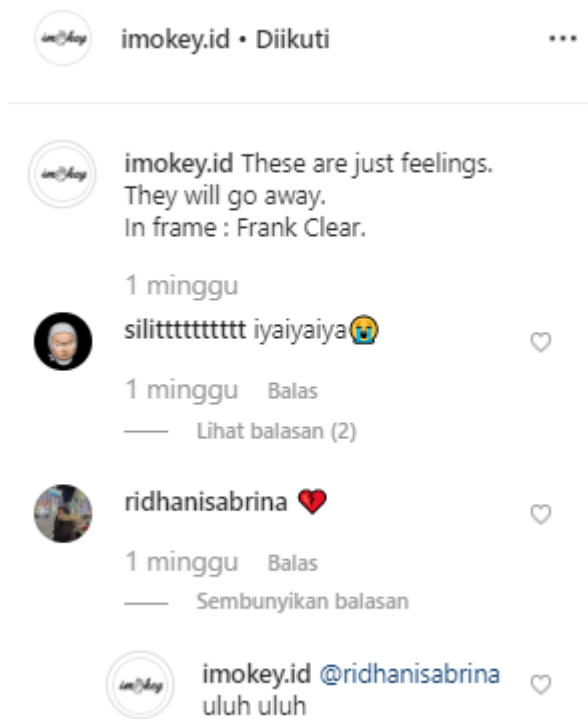 imokey.id • Diikuti
imokey.id These are just feelings.
They will go away.
In frame : Frank Clear.
1 minggu
silitttttttttt iyaiyaiya😭
1 minggu Balas
Lihat balasan (2)
ridhanisabrina 💔
1 minggu Balas
Sembunyikan balasan
imokey.id @ridhanisabrina
uluh uluh